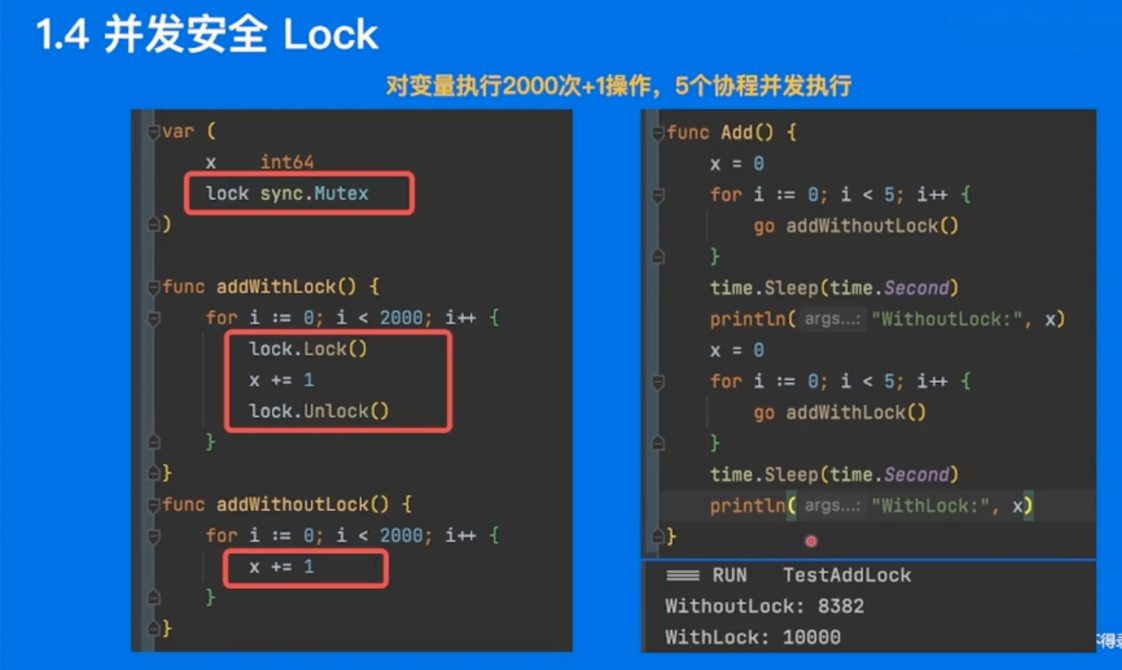 1.4 并发安全 Lock
对变量执行2000次+1操作，5个协程并发执行
var (
x    int64
lock sync.Mutex
)
func addWithLock() {
for i := 0; i < 2000; i++ {
lock.Lock()
x += 1
lock.Unlock()
}
}
func addWithoutLock() {
for i := 0; i < 2000; i++ {
x += 1
}
}
func Add() {
x = 0
for i := 0; i < 5; i++ {
go addWithoutLock()
}
time.Sleep(time.Second)
println( args...: "WithoutLock:", x)
x = 0
for i := 0; i < 5; i++ {
go addWithLock()
}
time.Sleep(time.Second)
println( args...: "WithLock:", x)
}
=== RUN   TestAddLock
WithoutLock: 8382
WithLock: 10000